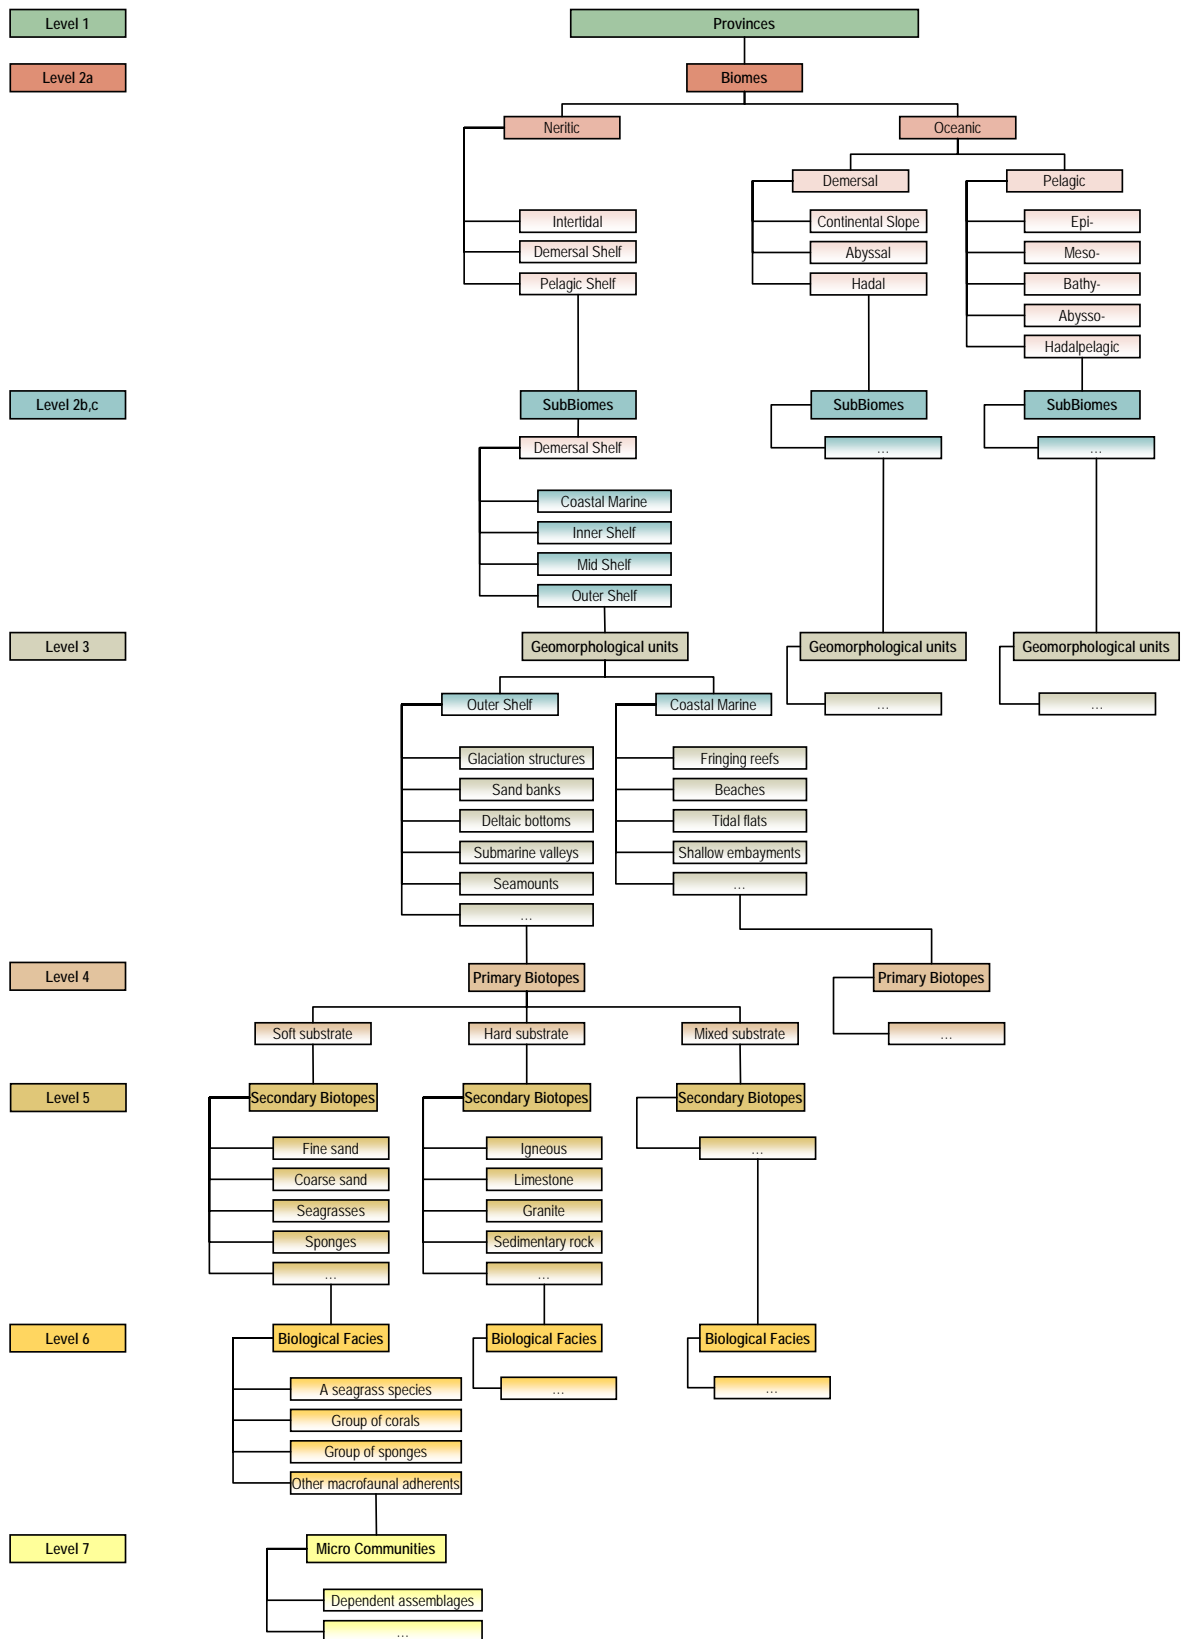 Level 1
Provinces
Level 2a
Biomes
Neritic
Oceanic
Demersal
Pelagic
Intertidal
Continental Slope
Epi-
Demersal Shelf
Abyssal
Meso-
Pelagic Shelf
Hadal
Bathy-
Abysso-
Hadalpelagic
Level 2b,c
SubBiomes
SubBiomes
SubBiomes
Demersal Shelf
...
...
Coastal Marine
Inner Shelf
Mid Shelf
Outer Shelf
Level 3
Geomorphological units
Geomorphological units
Geomorphological units
Outer Shelf
Coastal Marine
...
...
Glaciation structures
Fringing reefs
Sand banks
Beaches
Deltaic bottoms
Tidal flats
Submarine valleys
Shallow embayments
Seamounts
...
...
Level 4
Primary Biotopes
Primary Biotopes
Soft substrate
Hard substrate
Mixed substrate
...
Level 5
Secondary Biotopes
Secondary Biotopes
Secondary Biotopes
Fine sand
Igneous
...
Coarse sand
Limestone
Seagrasses
Granite
Sponges
Sedimentary rock
...
...
Level 6
Biological Facies
Biological Facies
Biological Facies
A seagrass species
...
...
Group of corals
Group of sponges
Other macrofaunal adherents
Level 7
Micro Communities
Dependent assemblages
...